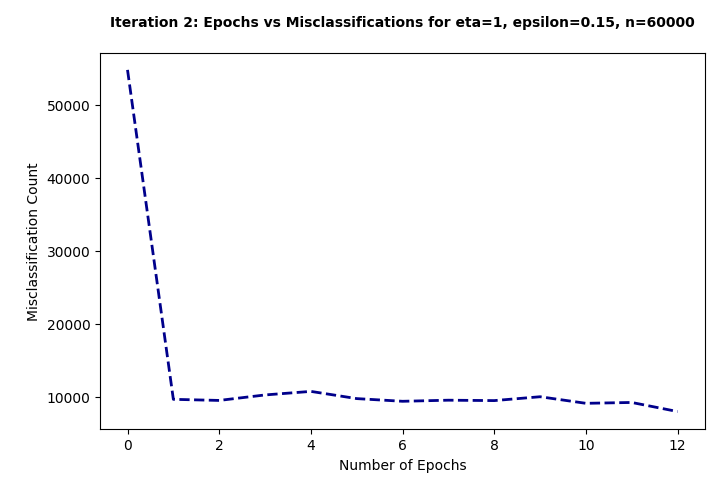 Iteration 2: Epochs vs Misclassifications for eta=1, epsilon=0.15, n=60000
50000
40000
30000
20000
10000
Misclassification Count
0 2 4 6 8 10 12
Number of Epochs